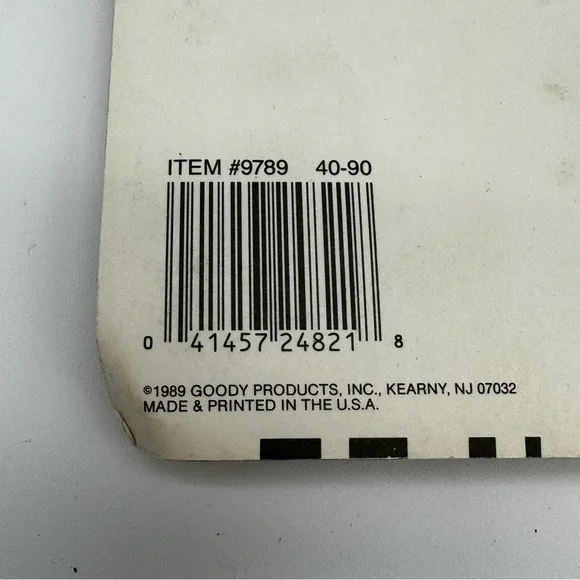 ITEM #9789 40-90
0 41457 24821 8
©1989 GOODY PRODUCTS, INC., KEARNY, NJ 07032
MADE & PRINTED IN THE U.S.A.